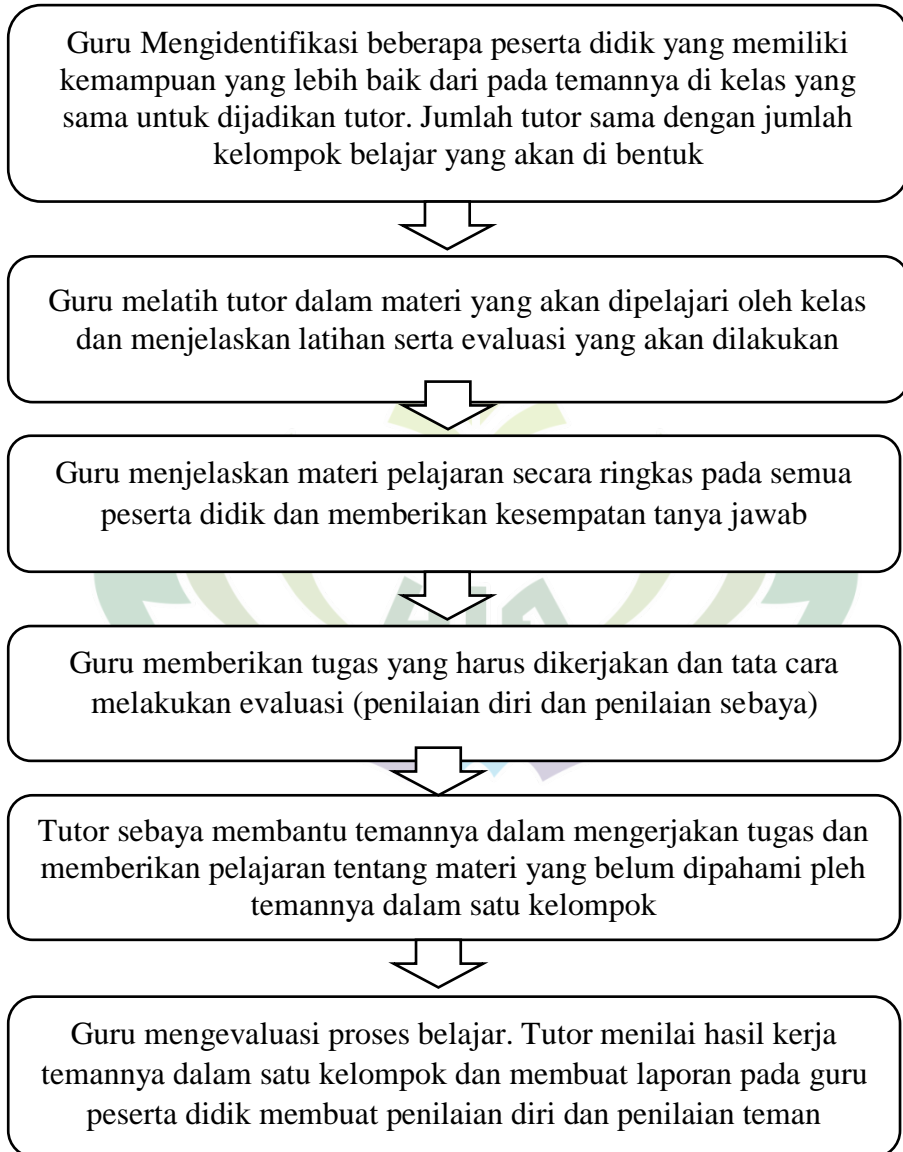 Guru Mengidentifikasi beberapa peserta didik yang memiliki
kemampuan yang lebih baik dari pada temannya di kelas yang
sama untuk dijadikan tutor. Jumlah tutor sama dengan jumlah
kelompok belajar yang akan di bentuk
Guru melatih tutor dalam materi yang akan dipelajari oleh kelas
dan menjelaskan latihan serta evaluasi yang akan dilakukan
Guru menjelaskan materi pelajaran secara ringkas pada semua
peserta didik dan memberikan kesempatan tanya jawab
Guru memberikan tugas yang harus dikerjakan dan tata cara
melakukan evaluasi (penilaian diri dan penilaian sebaya)
Tutor sebaya membantu temannya dalam mengerjakan tugas dan
memberikan pelajaran tentang materi yang belum dipahami pleh
temannya dalam satu kelompok
Guru mengevaluasi proses belajar. Tutor menilai hasil kerja
temannya dalam satu kelompok dan membuat laporan pada guru
peserta didik membuat penilaian diri dan penilaian teman